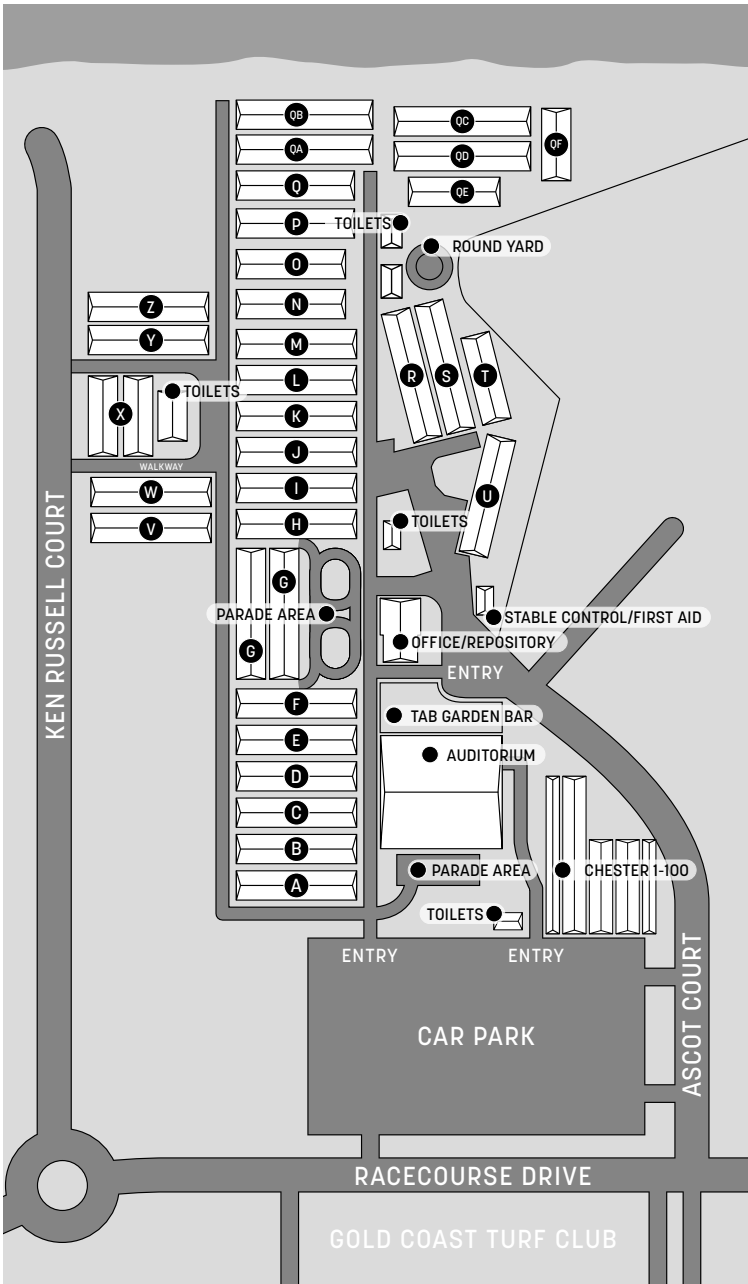 QB
QC
QA
QD
QF
Q
QE
P
TOILETS
ROUND YARD
O
Z
N
Y
M
L
R
S
T
TOILETS
X
K
J
WALKWAY
W
I
U
V
H
TOILETS
G
PARADE AREA
STABLE CONTROL/FIRST AID
G
OFFICE/REPOSITORY
ENTRY
KEN RUSSELL COURT
F
TAB GARDEN BAR
E
AUDITORIUM
D
C
B
A
PARADE AREA
CHESTER 1-100
TOILETS
ENTRY
ENTRY
CAR PARK
ASCOT COURT
RACECOURSE DRIVE
GOLD COAST TURF CLUB